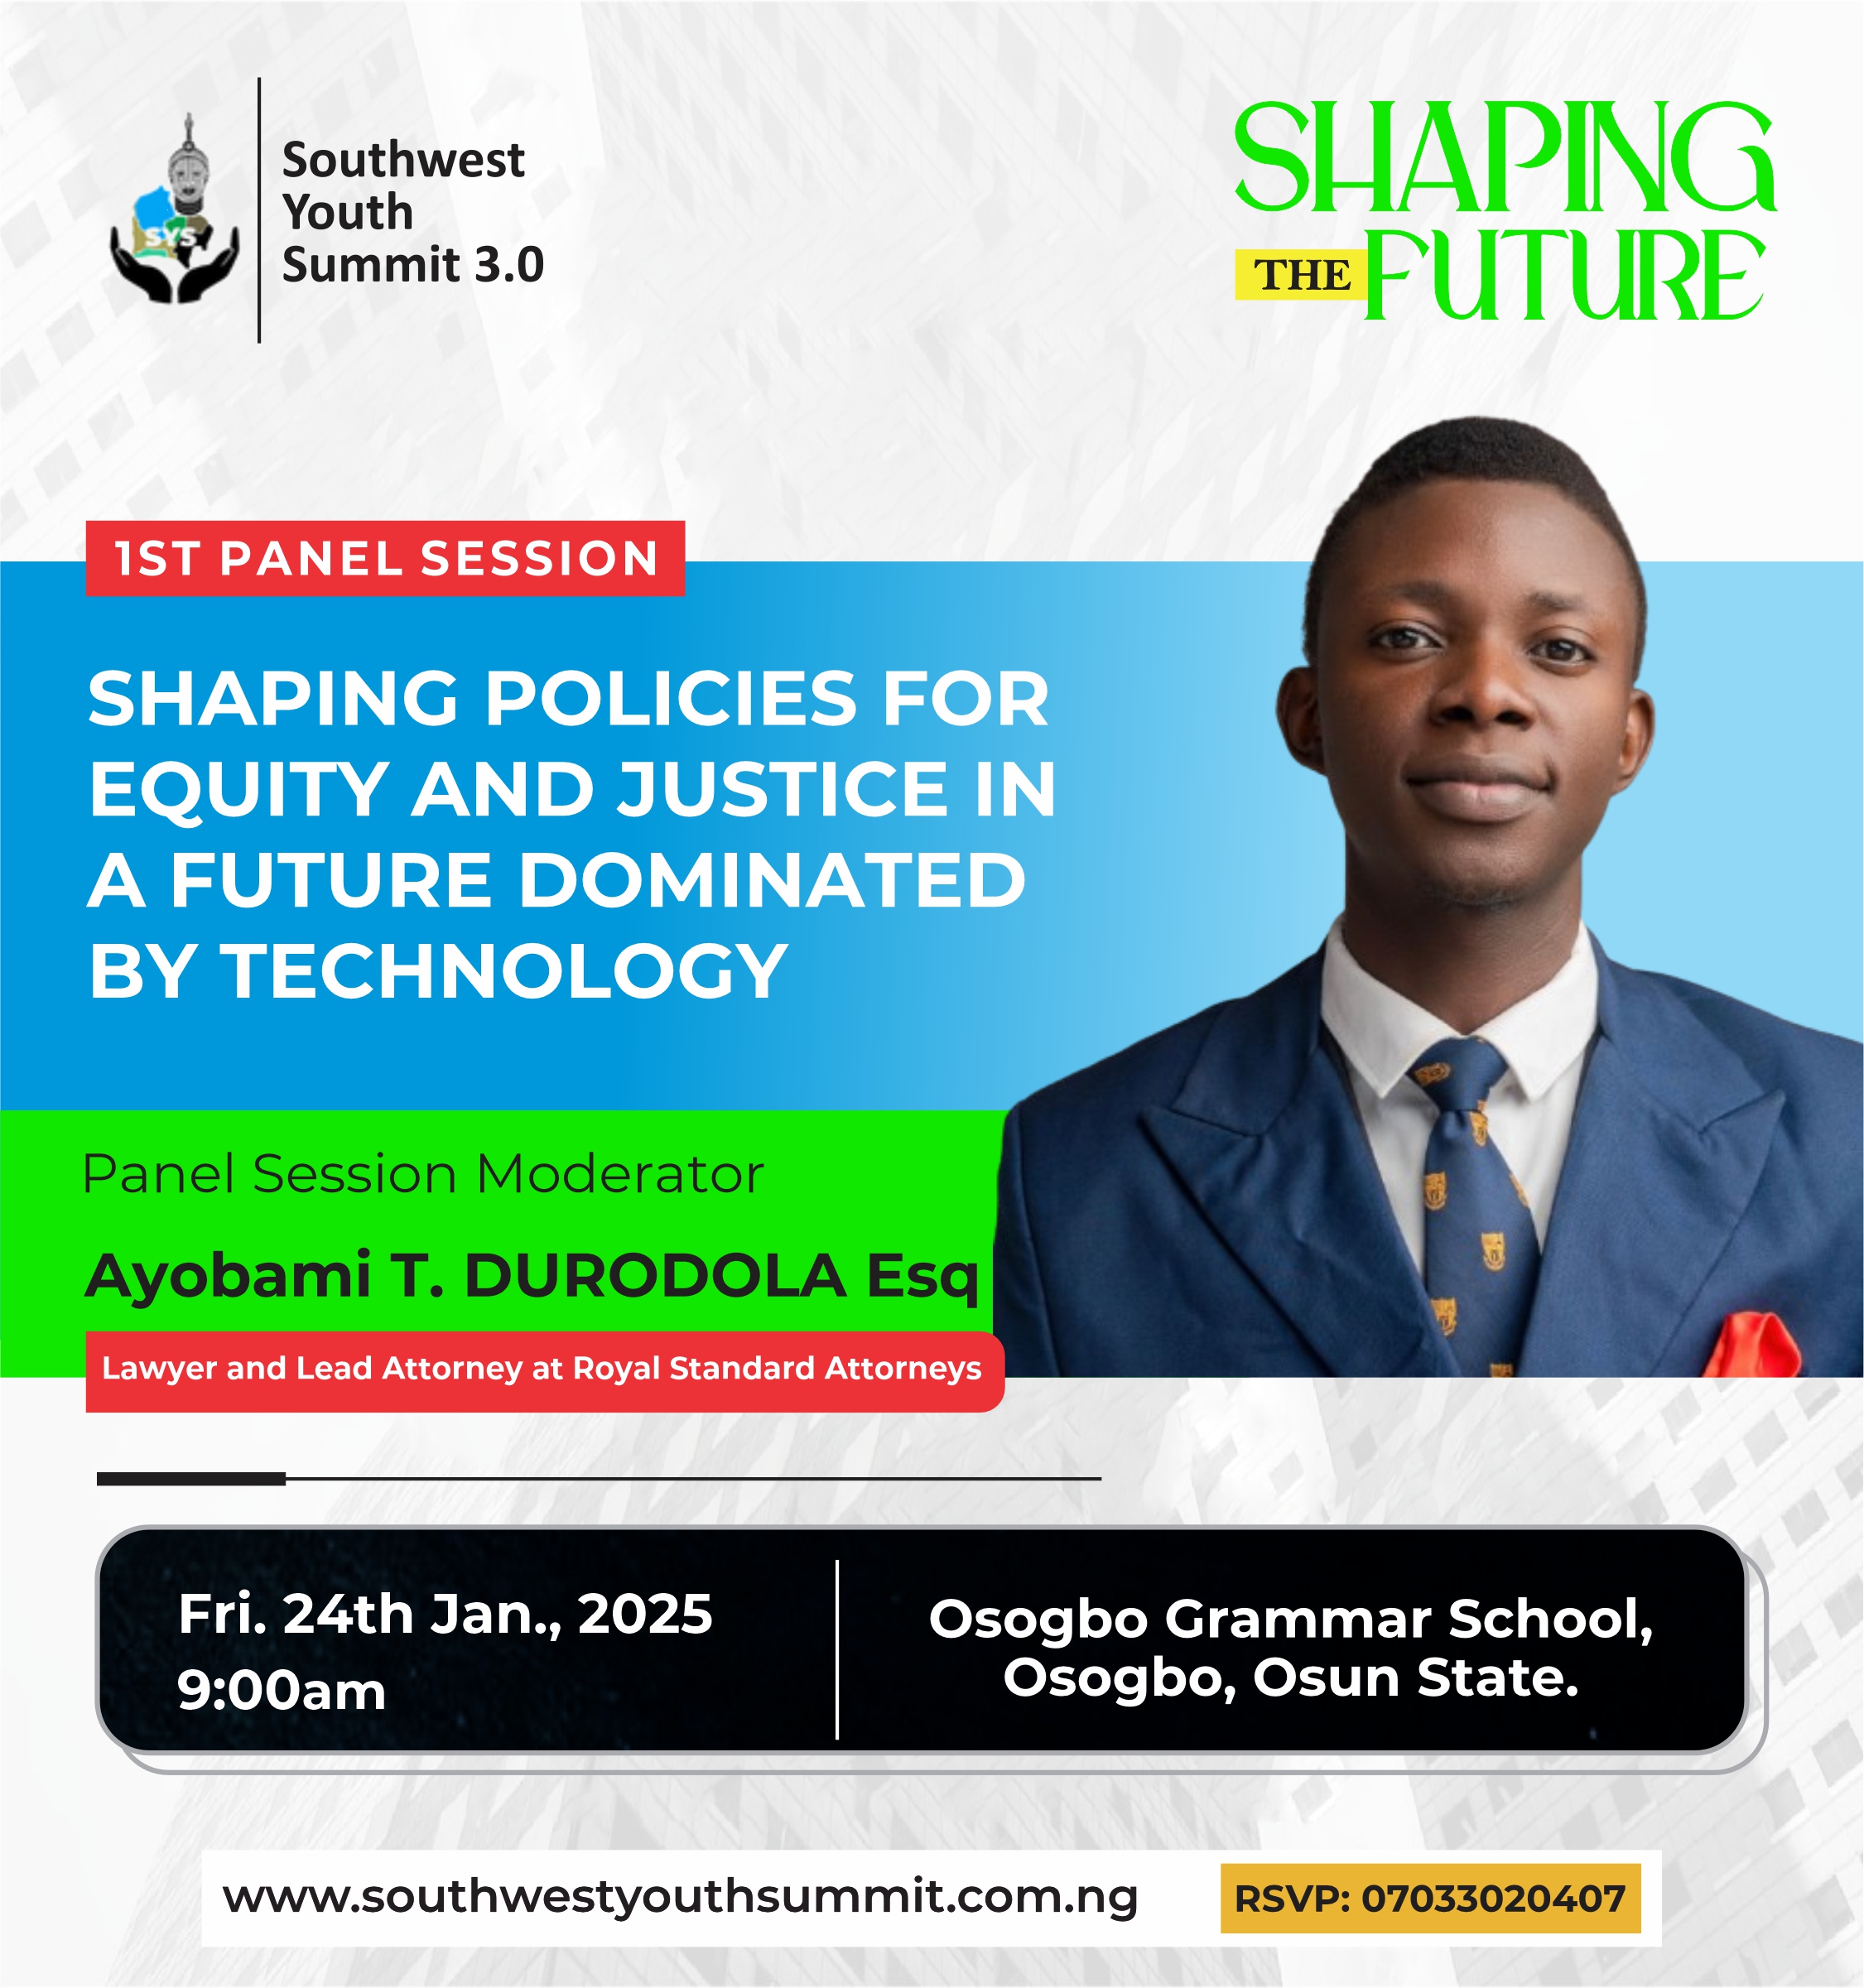 Southwest
Youth
Summit 3.0
SYS
SHAPING
THE FUTURE
1ST PANEL SESSION
SHAPING POLICIES FOR
EQUITY AND JUSTICE IN
A FUTURE DOMINATED
BY TECHNOLOGY
Panel Session Moderator
Ayobami T. DURODOLA Esq
Lawyer and Lead Attorney at Royal Standard Attorneys
Fri. 24th Jan., 2025
9:00am
Osogbo Grammar School,
Osogbo, Osun State.
www.southwestyouthsummit.com.ng
RSVP: 07033020407